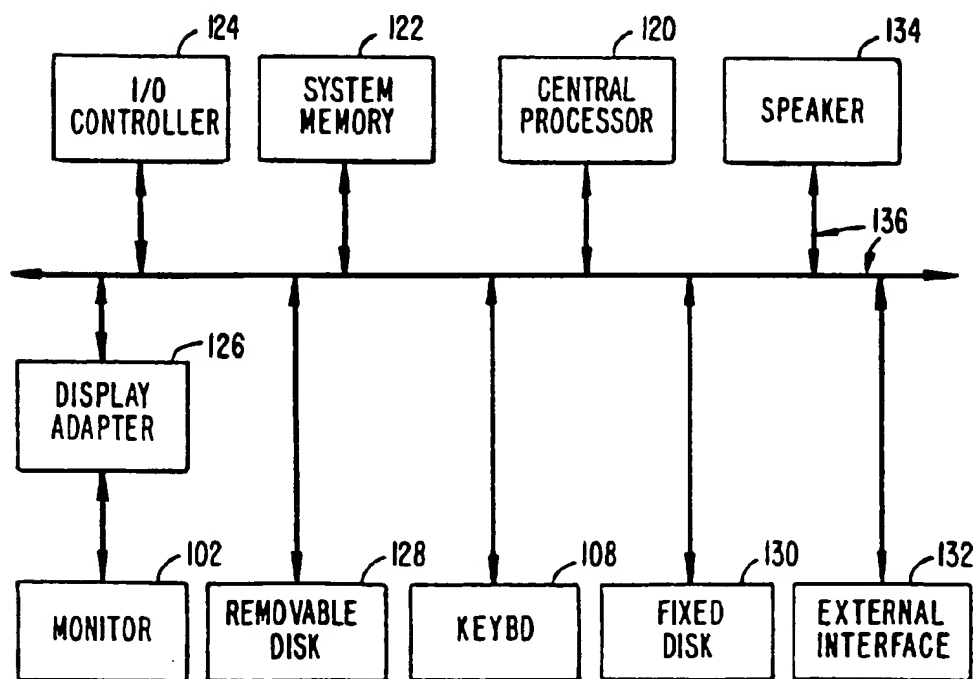 124
122
120
134
I/O
CONTROLLER
SYSTEM
MEMORY
CENTRAL
PROCESSOR
SPEAKER
136
126
DISPLAY
ADAPTER
102
128
108
130
132
MONITOR
REMOVABLE
DISK
KEYBD
FIXED
DISK
EXTERNAL
INTERFACE